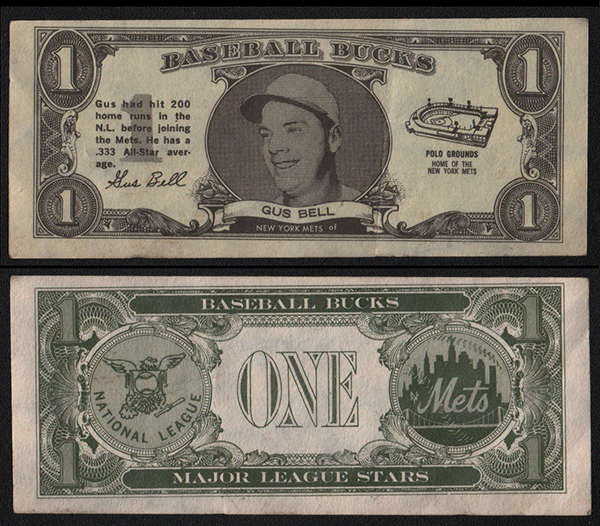 BASEBALL BUCKS
1
1
1
Gus had hit 200
home runs in the
N.L. before joining
the Mets. He has a
.333 All-Star aver-
age.
Gus Bell
POLO GROUNDS
HOME OF THE
NEW YORK METS
GUS BELL
NEW YORK METS of
1
1
BASEBALL BUCKS
1
1
NATIONAL LEAGUE
ONE
Mets
1
1
MAJOR LEAGUE STARS